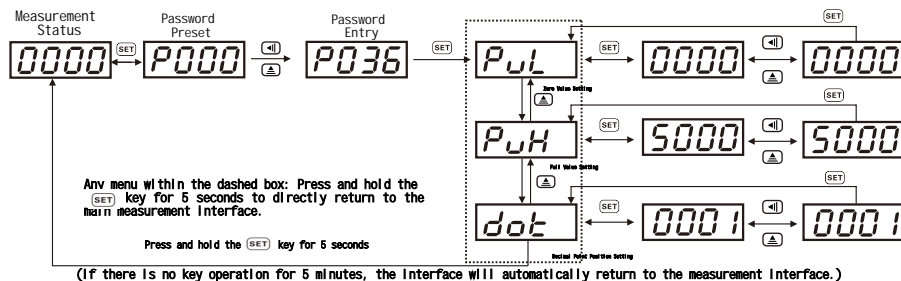 Measurement
Status
Password
Preset
Password
Entry
SET
SET
SET
0000
P000
P036
PuL
SET
0000
0000
Zero Value Setting
SET
PuH
SET
5000
5000
Full Value Setting
SET
dot
SET
0001
0001
Decimal Point Position Setting
Any menu within the dashed box: Press and hold the
SET key for 5 seconds to directly return to the
main measurement interface.
Press and hold the SET key for 5 seconds
(If there is no key operation for 5 minutes, the interface will automatically return to the measurement interface.)